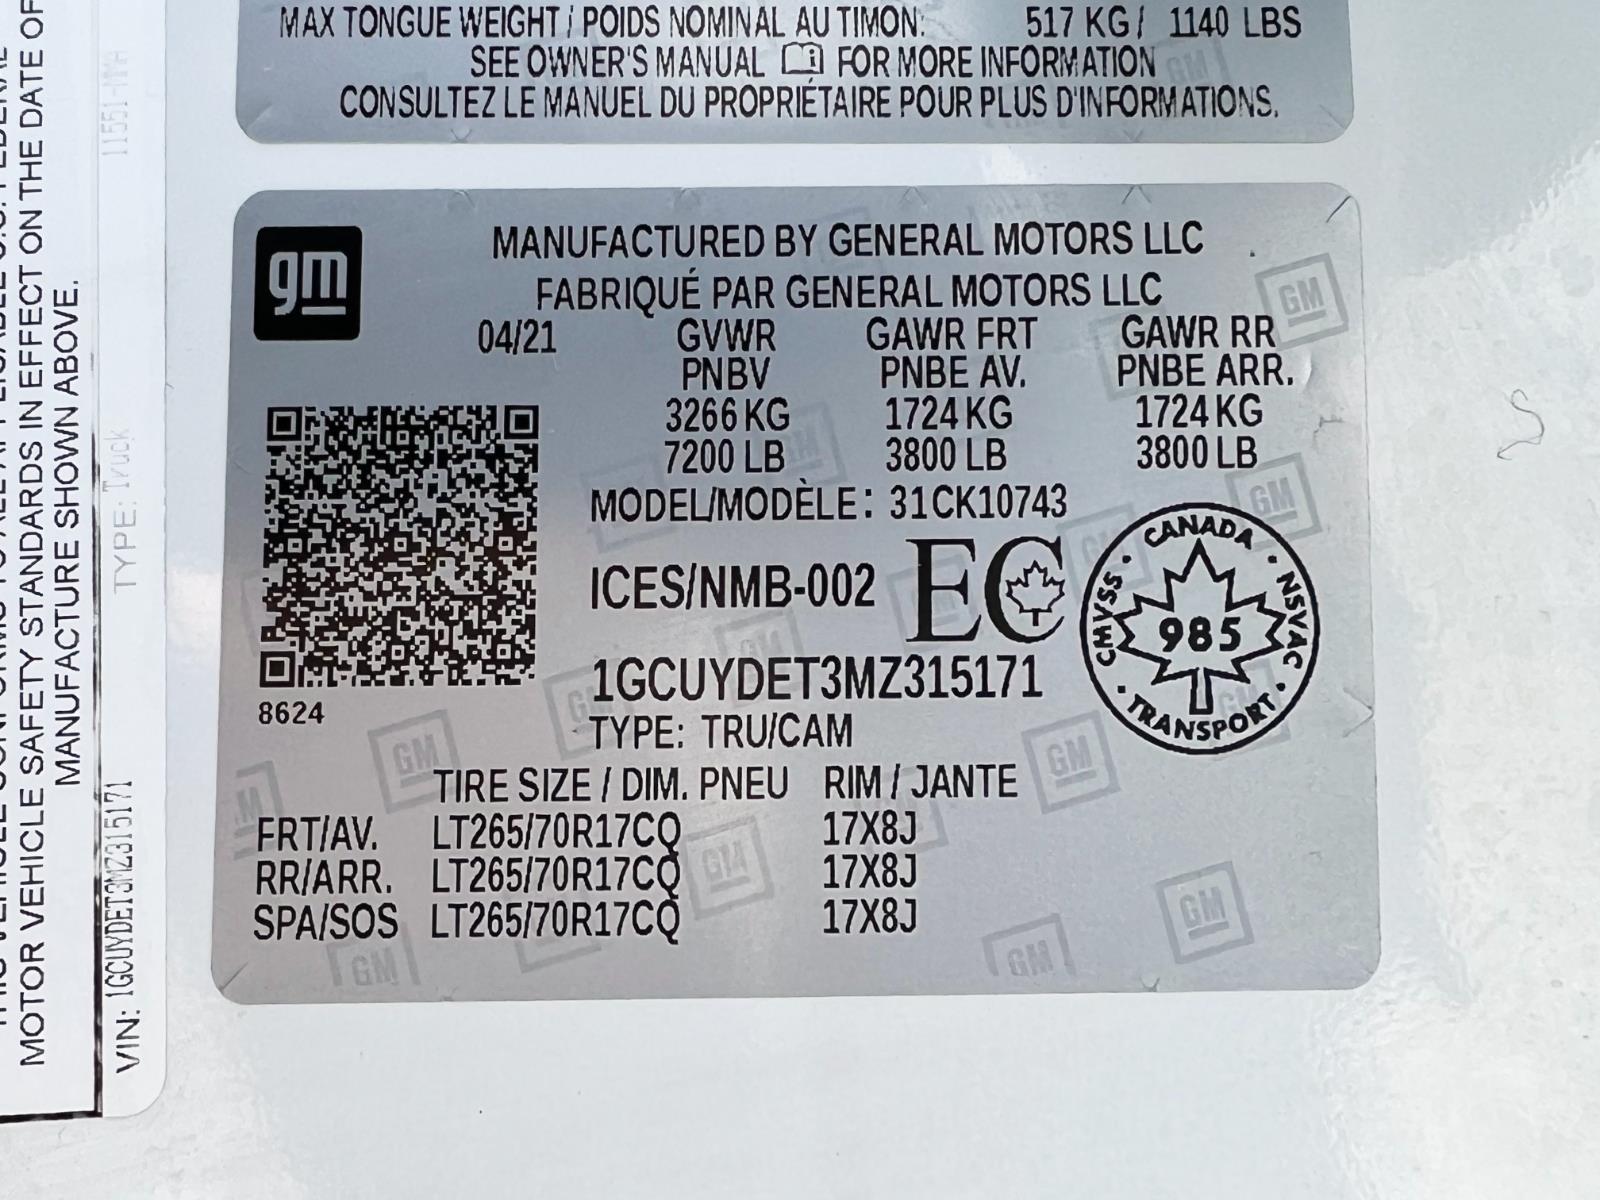 MAX TONGUE WEIGHT / POIDS NOMINAL AU TIMON: 517 KG / 1140 LBS
SEE OWNER'S MANUAL FOR MORE INFORMATION
CONSULTEZ LE MANUEL DU PROPRIÉTAIRE POUR PLUS D'INFORMATIONS.
gm
MANUFACTURED BY GENERAL MOTORS LLC
FABRIQUÉ PAR GENERAL MOTORS LLC
04/21 GVWR GAWR FRT GAWR RR
PNBV PNBE AV. PNBE ARR.
3266 KG 1724 KG 1724 KG
7200 LB 3800 LB 3800 LB
MODEL/MODÈLE: 31CK10743
ICES/NMB-002 EC
CANADA
CMVSS 985 NSVAC
TRANSPORT
1GCUYDET3MZ315171
8624
TYPE: TRU/CAM
TIRE SIZE / DIM. PNEU RIM / JANTE
FRT/AV. LT265/70R17CQ 17X8J
RR/ARR. LT265/70R17CQ 17X8J
SPA/SOS LT265/70R17CQ 17X8J
MOTOR VEHICLE SAFETY STANDARDS IN EFFECT ON THE DATE OF
MANUFACTURE SHOWN ABOVE.
VIN: 1GCUYDET3MZ315171 TYPE: Truck